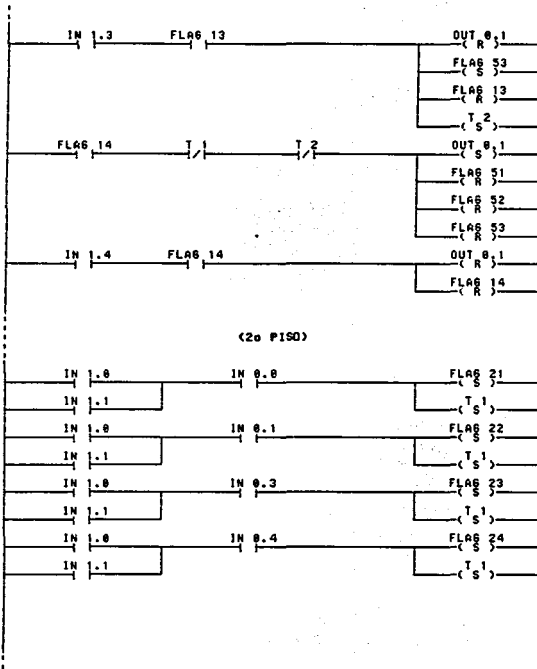 IN 1.3 FLAG 13 OUT 0,1
( R )
FLAG 53
( S )
FLAG 13
( R )
T 2
( S )
FLAG 14 T 1 T 2 OUT 0,1
( S )
FLAG 51
( R )
FLAG 52
( R )
FLAG 53
( R )
IN 1.4 FLAG 14 OUT 0,1
( R )
FLAG 14
( R )
(2o PISO)
IN 1.0 IN 0.0 FLAG 21
( S )
IN 1.1 T 1
( S )
IN 1.0 IN 0.1 FLAG 22
( S )
IN 1.1 T 1
( S )
IN 1.0 IN 0.3 FLAG 23
( S )
IN 1.1 T 1
( S )
IN 1.0 IN 0.4 FLAG 24
( S )
IN 1.1 T 1
( S )